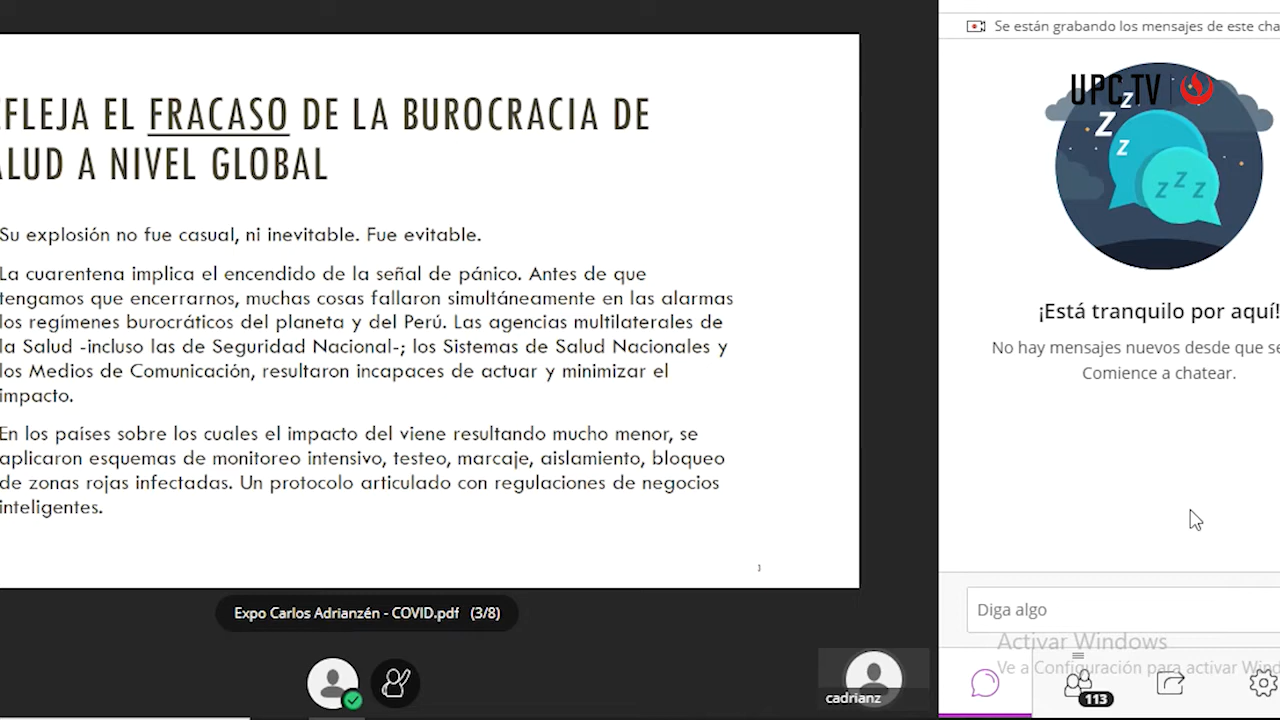 FLEJA EL FRACASO DE LA BUROCRACIA DE
LUD A NIVEL GLOBAL
Su explosión no fue casual, ni inevitable. Fue evitable.
La cuarentena implica el encendido de la señal de pánico. Antes de que
tengamos que encerrarnos, muchas cosas fallaron simultáneamente en las alarmas
los regímenes burocráticos del planeta y del Perú. Las agencias multilaterales de
la Salud -incluso las de Seguridad Nacional-; los Sistemas de Salud Nacionales y
los Medios de Comunicación, resultaron incapaces de actuar y minimizar el
impacto.
En los países sobre los cuales el impacto del viene resultando mucho menor, se
aplicaron esquemas de monitoreo intensivo, testeo, marcaje, aislamiento, bloqueo
de zonas rojas infectadas. Un protocolo articulado con regulaciones de negocios
inteligentes.
3
Expo Carlos Adrianzén - COVID.pdf (3/8)
cadrianz
Se están grabando los mensajes de este cha
UPC TV
Z Z Z
Z Z Z
¡Está tranquilo por aquí!
No hay mensajes nuevos desde que se
Comience a chatear.
Diga algo
Activar Windows
Ve a Configuración para activar Wind
113